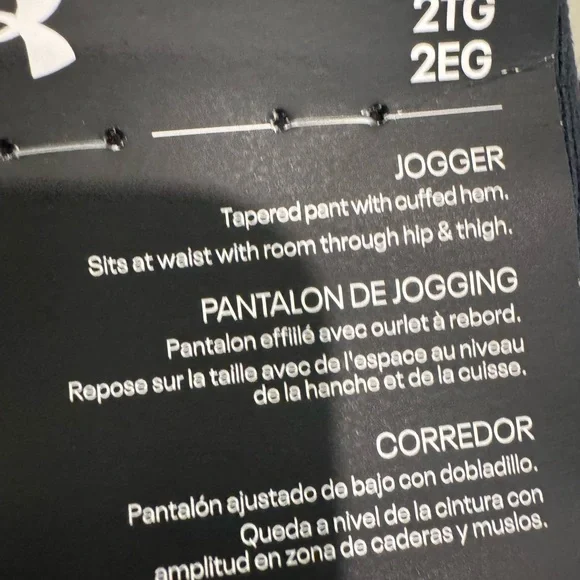 2TG
2EG
JOGGER
Tapered pant with cuffed hem.
Sits at waist with room through hip & thigh.
PANTALON DE JOGGING
Pantalon effilé avec ourlet à rebord.
Repose sur la taille avec de l'espace au niveau
de la hanche et de la cuisse.
CORREDOR
Pantalón ajustado de bajo con dobladillo.
Queda a nivel de la cintura con
amplitud en zona de caderas y muslos.